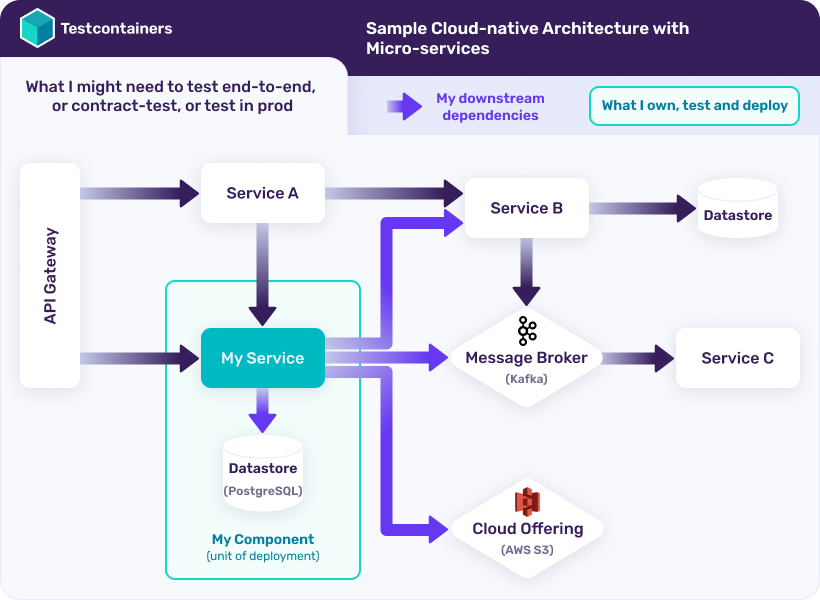 Testcontainers
Sample Cloud-native Architecture with
Micro-services
What I might need to test end-to-end,
or contract-test, or test in prod
My downstream
dependencies
What I own, test and deploy
API Gateway
Service A
Service B
Datastore
My Service
Message Broker
(Kafka)
Service C
Datastore
(PostgreSQL)
My Component
(unit of deployment)
Cloud Offering
(AWS S3)